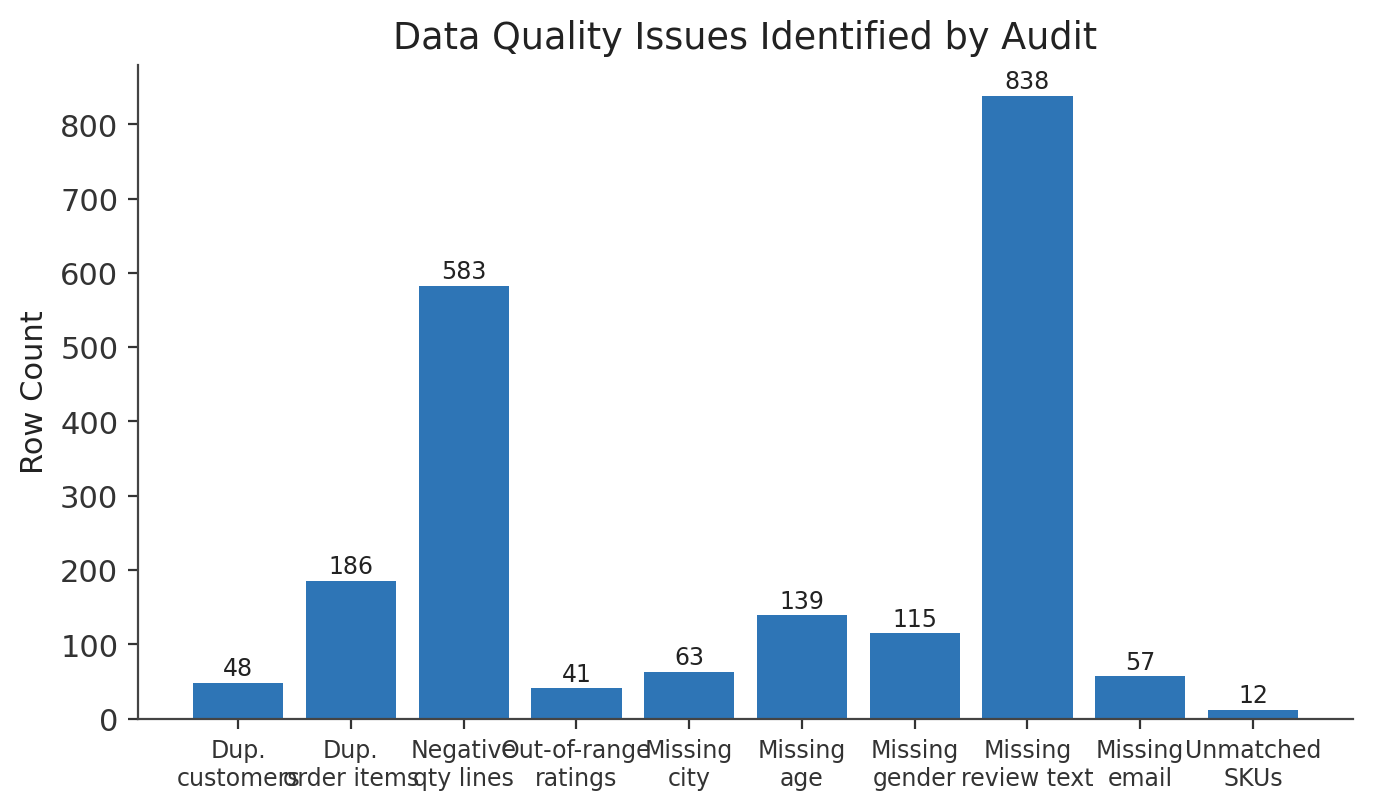 Data Quality Issues Identified by Audit
838
800
700
600
583
500
400
300
200
186
139
115
100
63
57
48
41
12
0
Row Count
Dup.
customers
Dup.
order items
Negative
qty lines
Out-of-range
ratings
Missing
city
Missing
age
Missing
gender
Missing
review text
Missing
email
Unmatched
SKUs